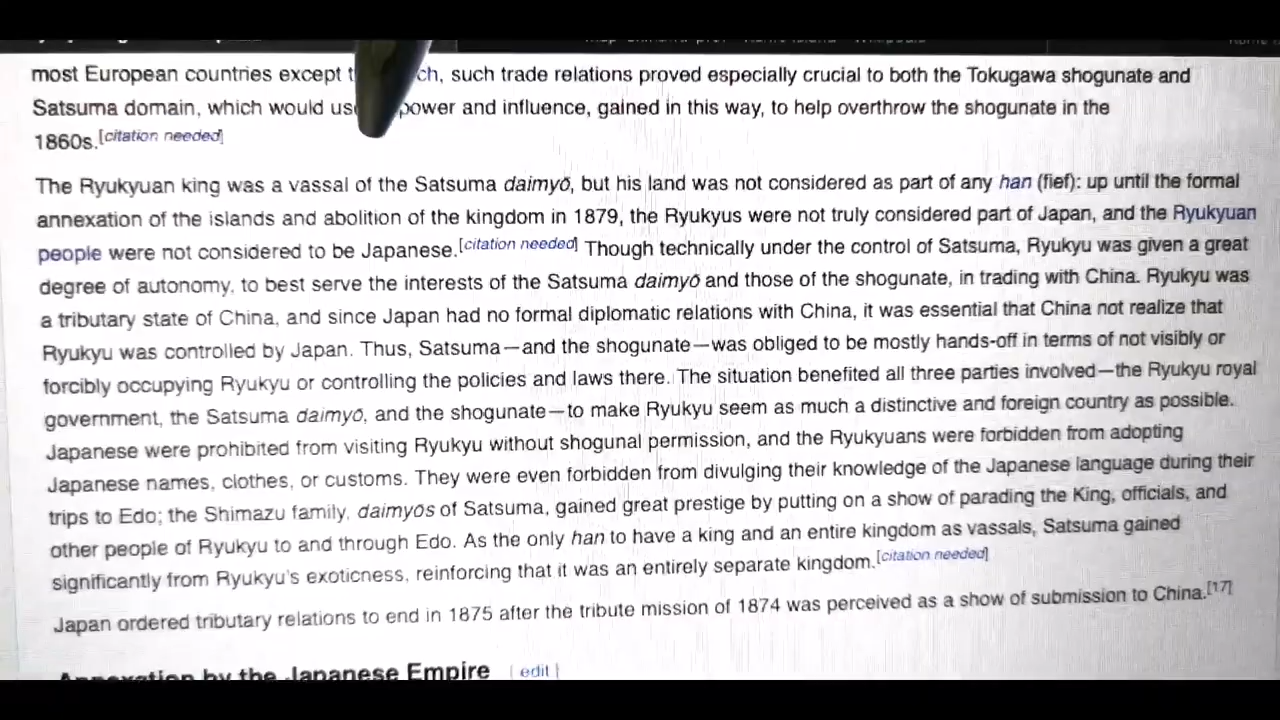 most European countries except ch, such trade relations proved especially crucial to both the Tokugawa shogunate and
Satsuma domain, which would power and influence, gained in this way, to help overthrow the shogunate in the
1860s.[citation needed]
The Ryukyuan king was a vassal of the Satsuma daimyō, but his land was not considered as part of any han (fief): up until the formal
annexation of the islands and abolition of the kingdom in 1879, the Ryukyus were not truly considered part of Japan, and the Ryukyuan
people were not considered to be Japanese.[citation needed] Though technically under the control of Satsuma, Ryukyu was given a great
degree of autonomy, to best serve the interests of the Satsuma daimyō and those of the shogunate, in trading with China. Ryukyu was
a tributary state of China, and since Japan had no formal diplomatic relations with China, it was essential that China not realize that
Ryukyu was controlled by Japan. Thus, Satsuma—and the shogunate—was obliged to be mostly hands-off in terms of not visibly or
forcibly occupying Ryukyu or controlling the policies and laws there. The situation benefited all three parties involved—the Ryukyu royal
government, the Satsuma daimyō, and the shogunate—to make Ryukyu seem as much a distinctive and foreign country as possible.
Japanese were prohibited from visiting Ryukyu without shogunal permission, and the Ryukyuans were forbidden from adopting
Japanese names, clothes, or customs. They were even forbidden from divulging their knowledge of the Japanese language during their
trips to Edo; the Shimazu family, daimyōs of Satsuma, gained great prestige by putting on a show of parading the King, officials, and
other people of Ryukyu to and through Edo. As the only han to have a king and an entire kingdom as vassals, Satsuma gained
significantly from Ryukyu's exoticness, reinforcing that it was an entirely separate kingdom.[citation needed]
Japan ordered tributary relations to end in 1875 after the tribute mission of 1874 was perceived as a show of submission to China.[17]
Annexation by the Japanese Empire [ edit ]